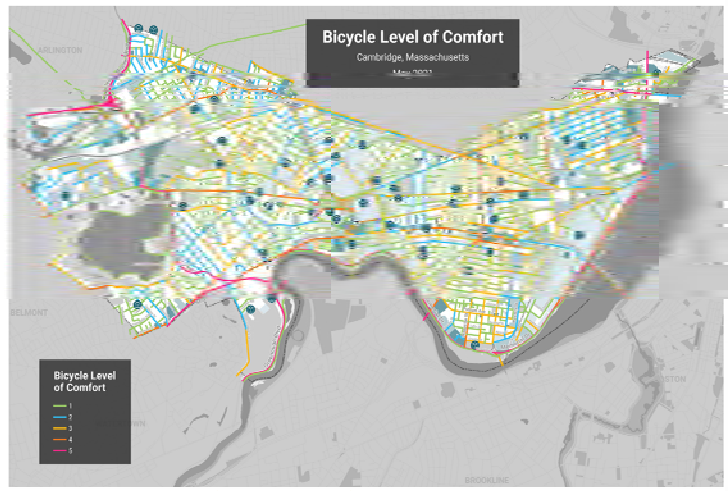 Bicycle Level of Comfort
Cambridge, Massachusetts
ARLINGTON
BELMONT
Bicycle Level
of Comfort
1
2
3
4
5
BROOKLINE